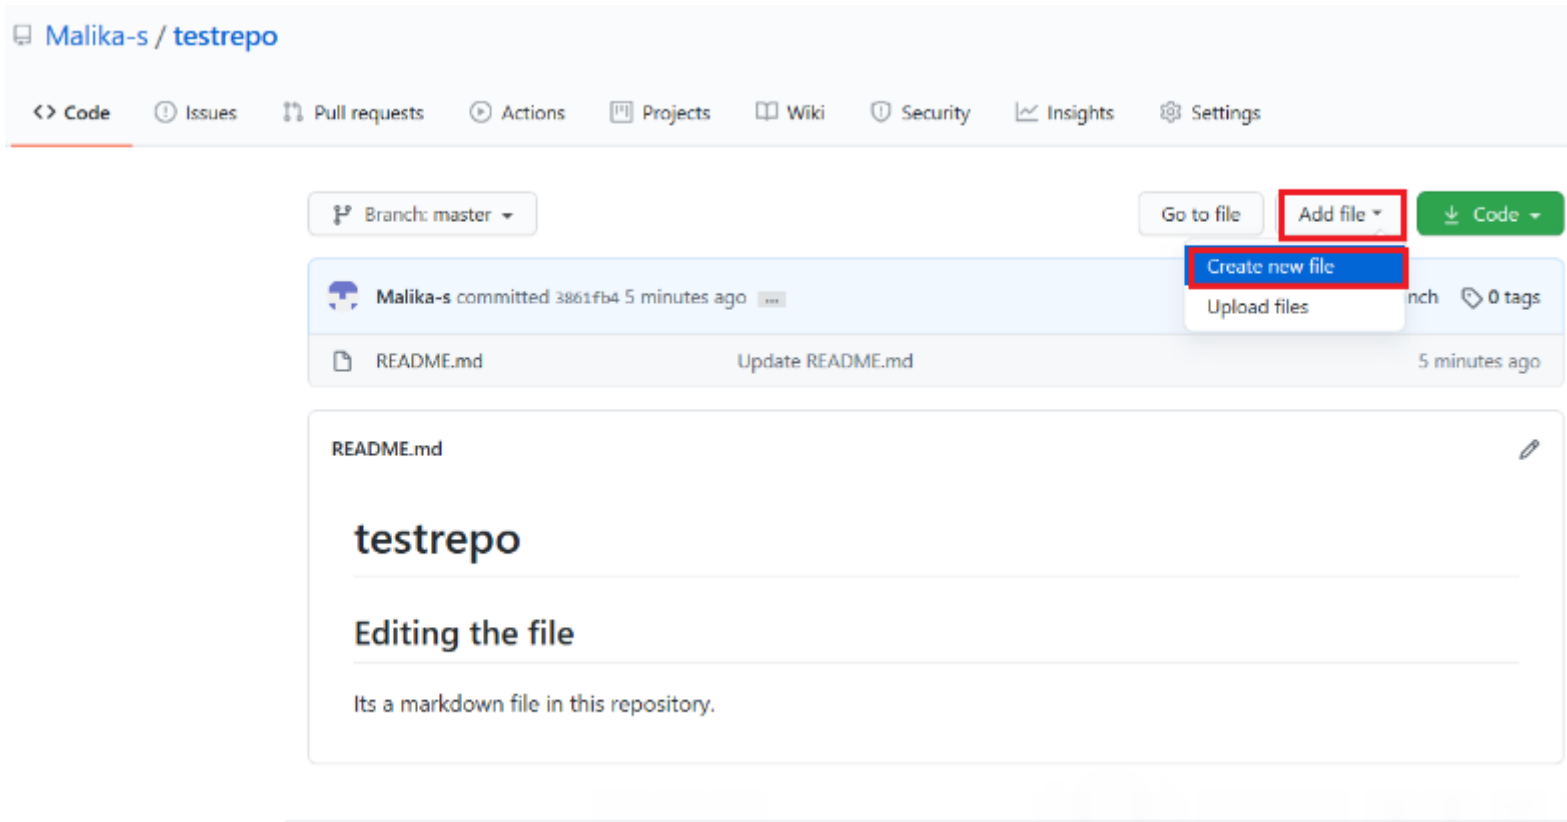 Malika-s / testrepo
Code Issues Pull requests Actions Projects Wiki Security Insights Settings
Branch: master Go to file Add file Code
Create new file
Upload files
Malika-s committed 3861fb4 5 minutes ago ... nch 0 tags
README.md Update README.md 5 minutes ago
README.md
testrepo
Editing the file
Its a markdown file in this repository.